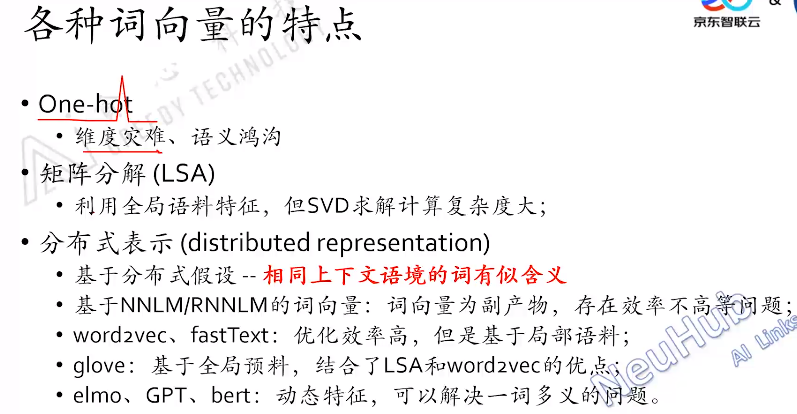 各种词向量的特点
京东智联云
&
• One-hot
• 维度灾难、语义鸿沟
• 矩阵分解 (LSA)
• 利用全局语料特征，但SVD求解计算复杂度大；
• 分布式表示 (distributed representation)
• 基于分布式假设 -- 相同上下文语境的词有似含义
• 基于NNLM/RNNLM的词向量：词向量为副产物，存在效率不高等问题；
• word2vec、fastText：优化效率高，但是基于局部语料；
• glove：基于全局预料，结合了LSA和word2vec的优点；
• elmo、GPT、bert：动态特征，可以解决一词多义的问题。
NeuHub
AI Links